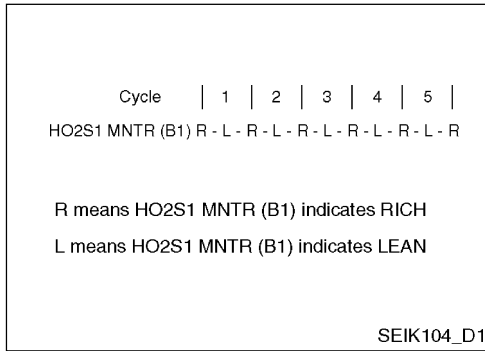 Cycle | 1 | 2 | 3 | 4 | 5 |
HO2S1 MNTR (B1) R - L - R - L - R - L - R - L - R - L - R
R means HO2S1 MNTR (B1) indicates RICH
L means HO2S1 MNTR (B1) indicates LEAN
SEIK104_D1